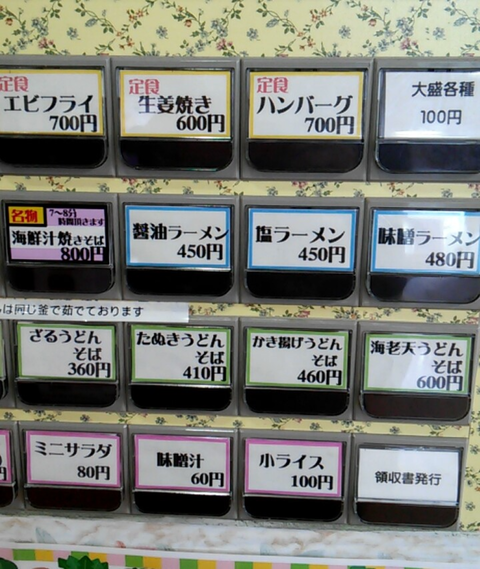 定食
エビフライ
700円
定食
生姜焼き
600円
定食
ハンバーグ
700円
大盛各種
100円
名物
7〜8分
時間頂きます
海鮮汁焼きそば
800円
醤油ラーメン
450円
塩ラーメン
450円
味噌ラーメン
480円
は同じ釜で茹でております
ざるうどん
そば
360円
たぬきうどん
そば
410円
かき揚げうどん
そば
460円
海老天うどん
そば
600円
ミニサラダ
80円
味噌汁
60円
小ライス
100円
領収書発行